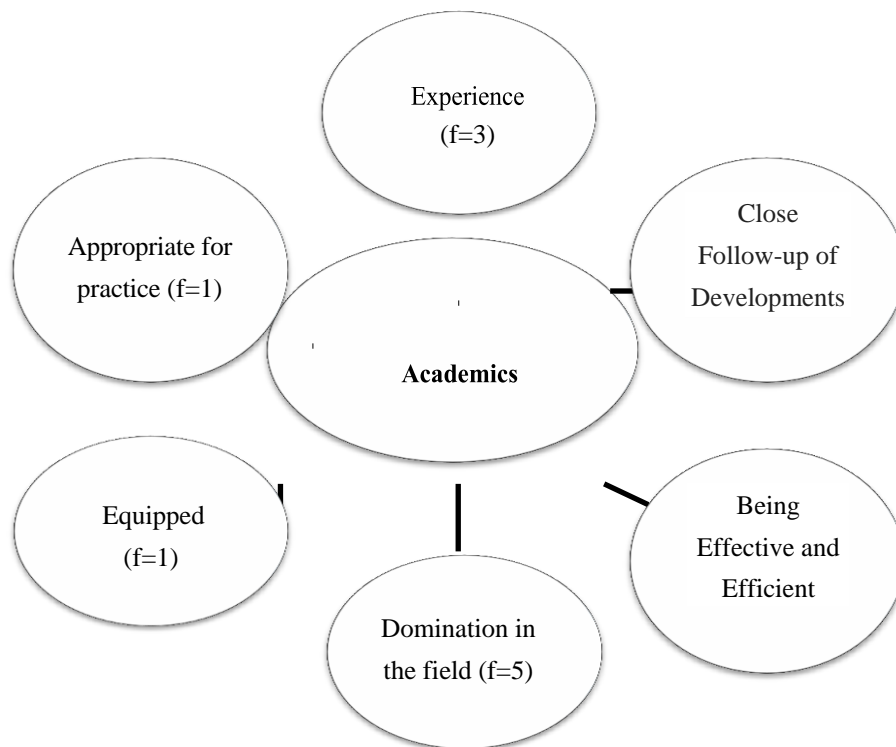 Experience
(f=3)
Close
Follow-up of
Developments
Appropriate for
practice (f=1)
Academics
Equipped
(f=1)
Being
Effective and
Efficient
Domination in
the field (f=5)